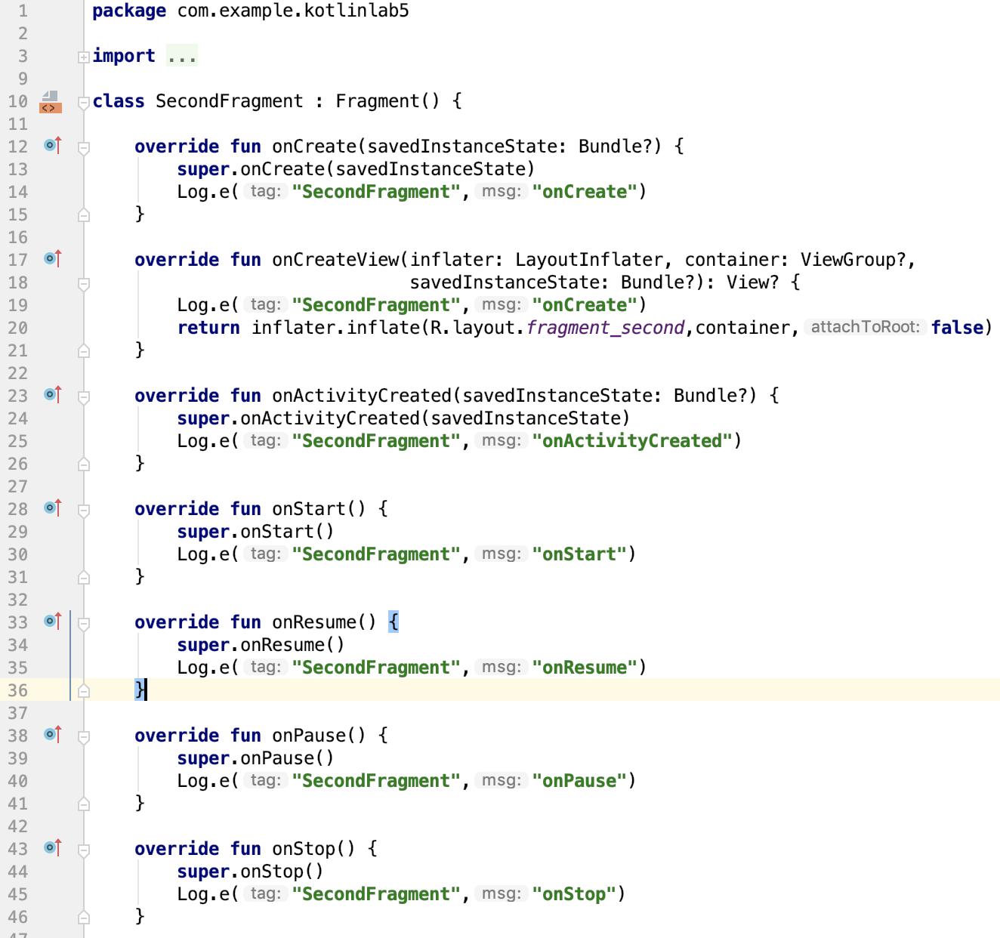 1 package com.example.kotlinlab5
2
3 import ...
9
10 class SecondFragment : Fragment() {
11
12 override fun onCreate(savedInstanceState: Bundle?) {
13 super.onCreate(savedInstanceState)
14 Log.e( tag: "SecondFragment", msg: "onCreate")
15 }
16
17 override fun onCreateView(inflater: LayoutInflater, container: ViewGroup?,
18 savedInstanceState: Bundle?): View? {
19 Log.e( tag: "SecondFragment", msg: "onCreate")
20 return inflater.inflate(R.layout.fragment_second,container, attachToRoot: false)
21 }
22
23 override fun onActivityCreated(savedInstanceState: Bundle?) {
24 super.onActivityCreated(savedInstanceState)
25 Log.e( tag: "SecondFragment", msg: "onActivityCreated")
26 }
27
28 override fun onStart() {
29 super.onStart()
30 Log.e( tag: "SecondFragment", msg: "onStart")
31 }
32
33 override fun onResume() {
34 super.onResume()
35 Log.e( tag: "SecondFragment", msg: "onResume")
36 }
37
38 override fun onPause() {
39 super.onPause()
40 Log.e( tag: "SecondFragment", msg: "onPause")
41 }
42
43 override fun onStop() {
44 super.onStop()
45 Log.e( tag: "SecondFragment", msg: "onStop")
46 }